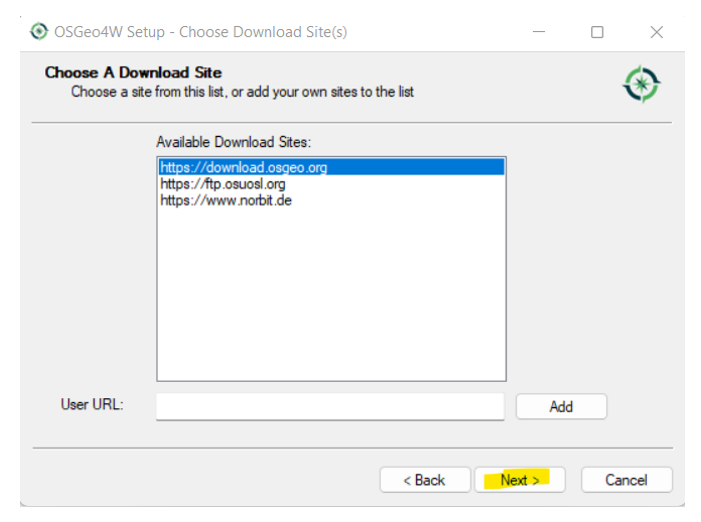 OSGeo4W Setup - Choose Download Site(s)
Choose A Download Site
Choose a site from this list, or add your own sites to the list
Available Download Sites:
https://download.osgeo.org
https://ftp.osuosl.org
https://www.norbit.de
User URL:
Add
< Back
Next >
Cancel